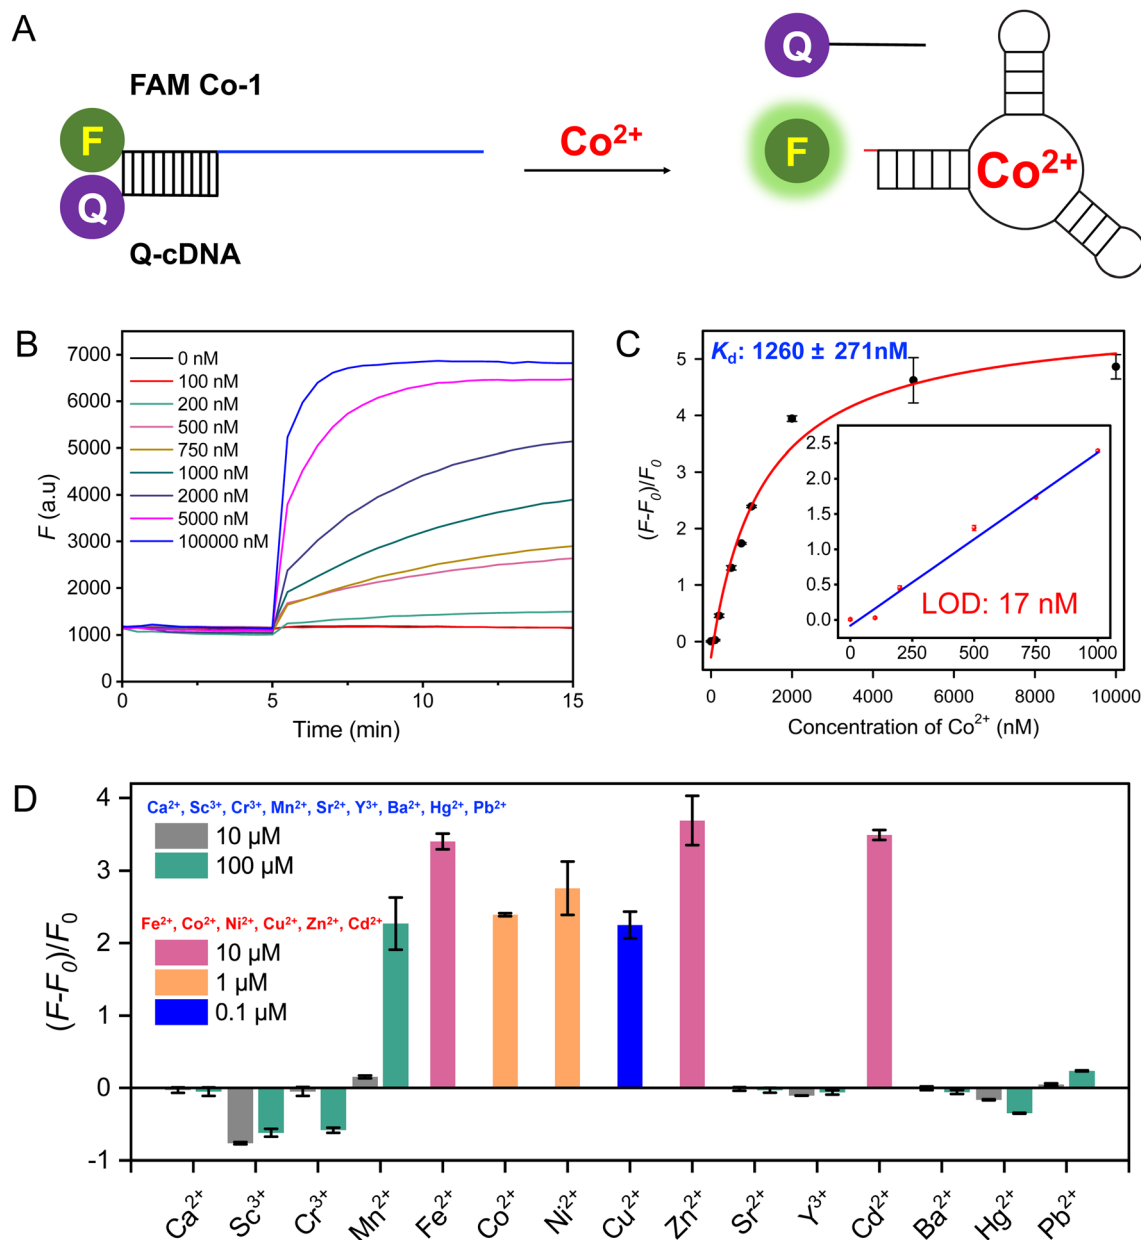 A
FAM Co-1
F
Q
Q-cDNA
Co²⁺
Q
F
Co²⁺
B
F (a.u)
7000
6000
5000
4000
3000
2000
1000
0
0 nM
100 nM
200 nM
500 nM
750 nM
1000 nM
2000 nM
5000 nM
100000 nM
0
5
10
15
Time (min)
C
Kd: 1260 ± 271nM
(F-F₀)/F₀
5
4
3
2
1
0
2.5
2.0
1.5
1.0
0.5
0.0
LOD: 17 nM
0
250
500
750
1000
0
2000
4000
6000
8000
10000
Concentration of Co²⁺ (nM)
D
(F-F₀)/F₀
4
3
2
1
0
-1
Ca²⁺, Sc³⁺, Cr³⁺, Mn²⁺, Sr²⁺, Y³⁺, Ba²⁺, Hg²⁺, Pb²⁺
10 µM
100 µM
Fe²⁺, Co²⁺, Ni²⁺, Cu²⁺, Zn²⁺, Cd²⁺
10 µM
1 µM
0.1 µM
Ca²⁺
Sc³⁺
Cr³⁺
Mn²⁺
Fe²⁺
Co²⁺
Ni²⁺
Cu²⁺
Zn²⁺
Sr²⁺
Y³⁺
Cd²⁺
Ba²⁺
Hg²⁺
Pb²⁺